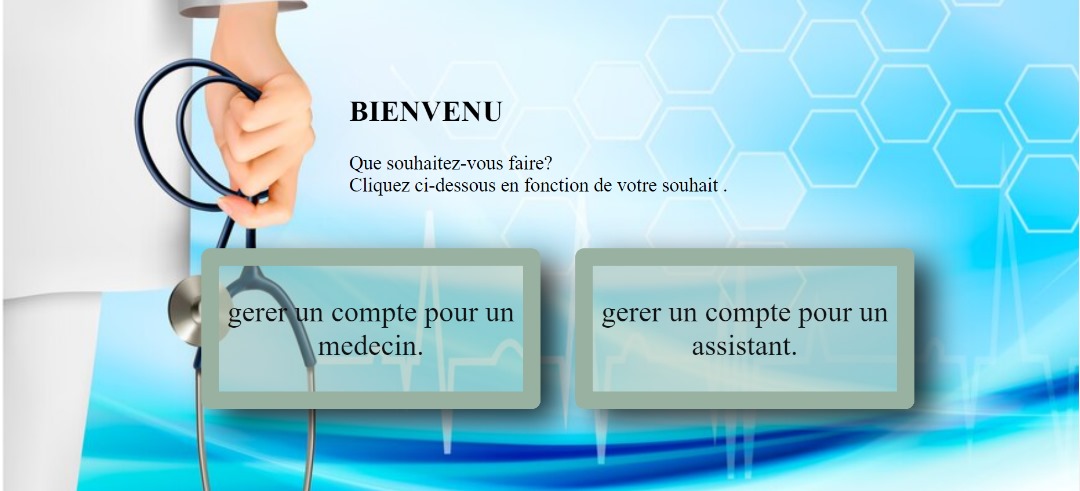 BIENVENU
Que souhaitez-vous faire?
Cliquez ci-dessous en fonction de votre souhait .
gerer un compte pour un
medecin.
gerer un compte pour un
assistant.